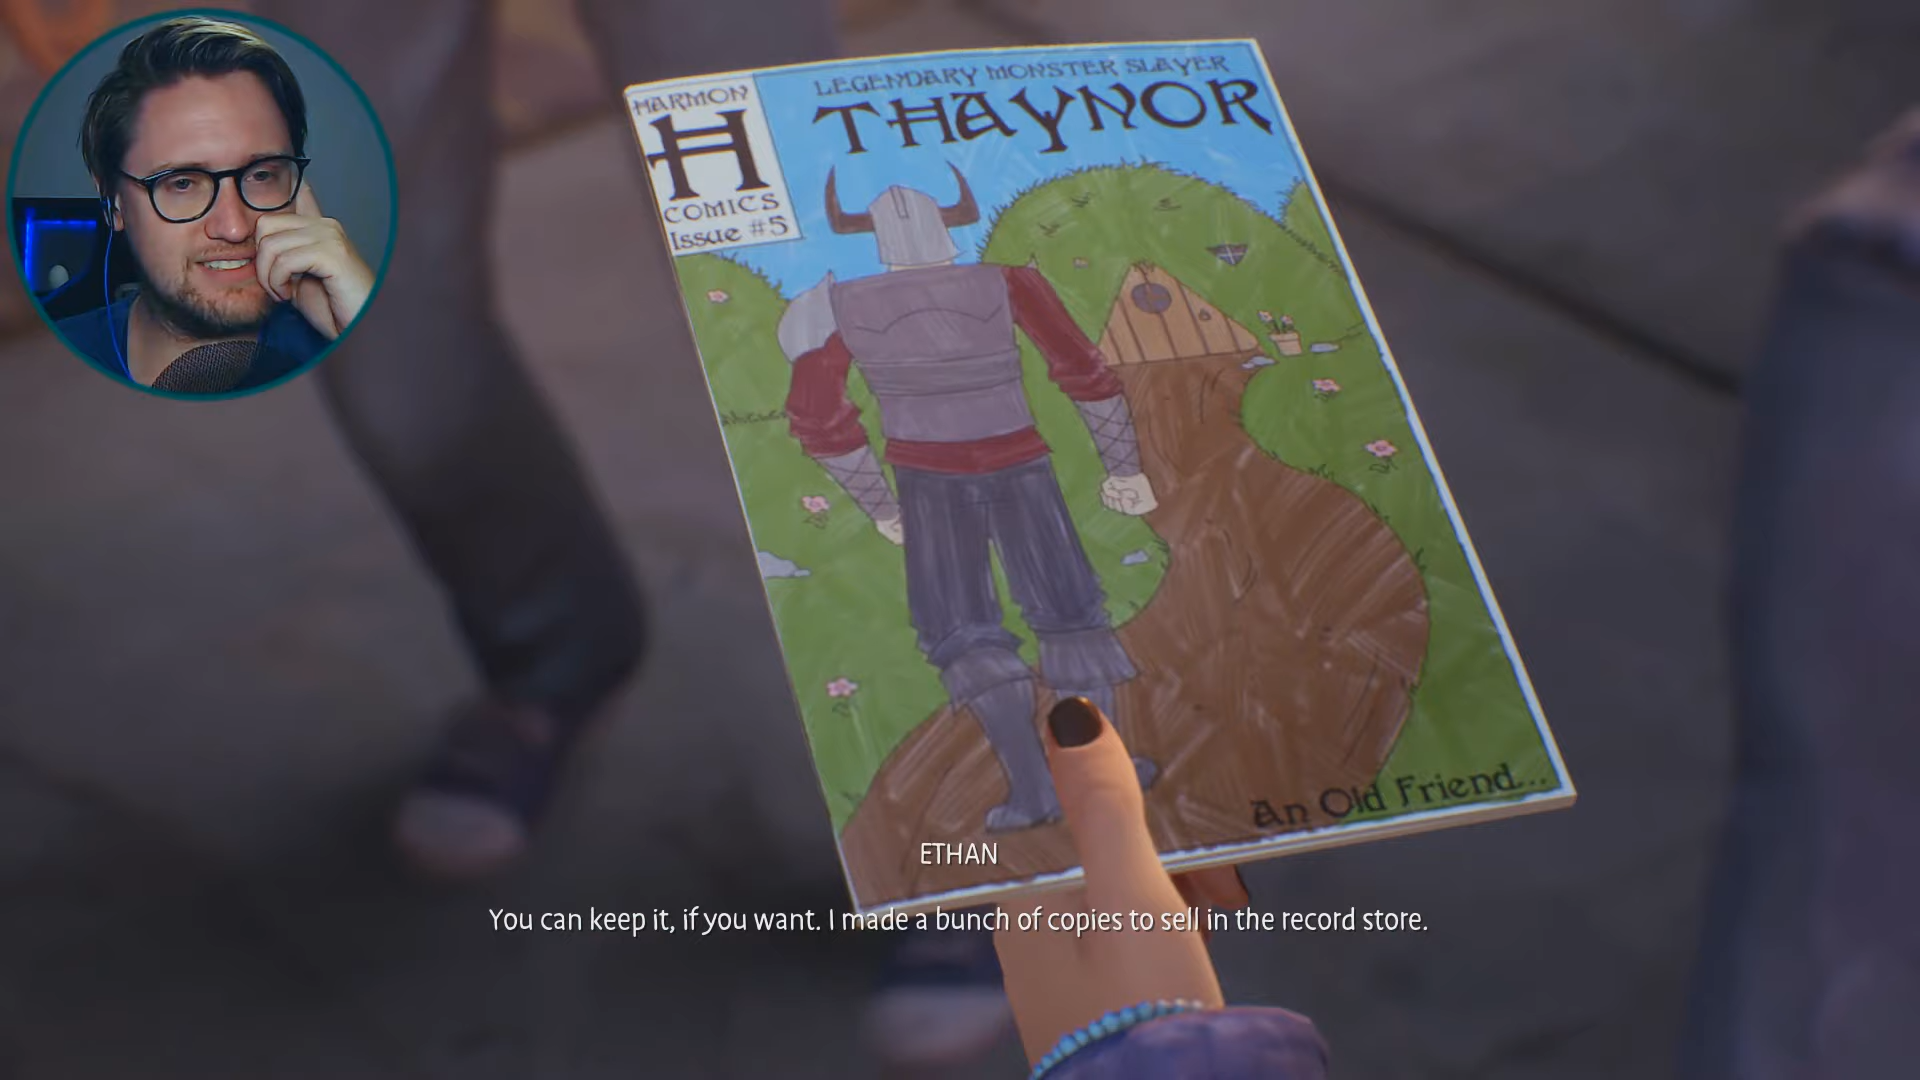 HARMON
H
COMICS
Issue #5
LEGENDARY MONSTER SLAYER
THAYNOR
An Old Friend...
ETHAN
You can keep it, if you want. I made a bunch of copies to sell in the record store.